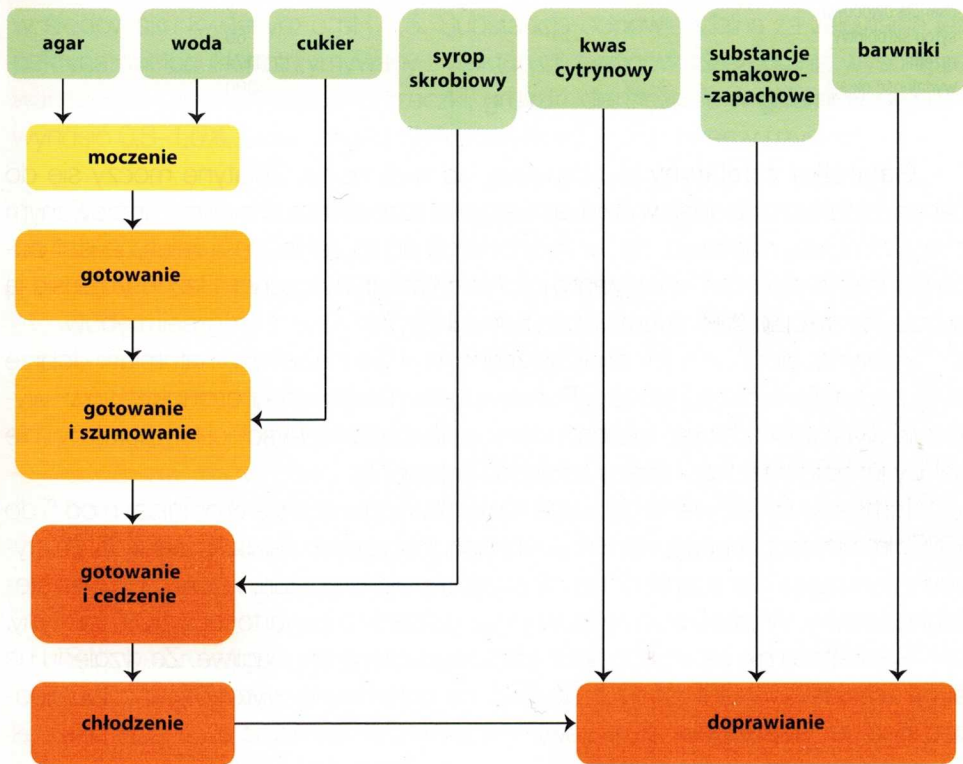 agar
woda
cukier
syrop
skrobiowy
kwas
cytrynowy
substancje
smakowo-
-zapachowe
barwniki
moczenie
gotowanie
gotowanie
i szumowanie
gotowanie
i cedzenie
chłodzenie
doprawianie